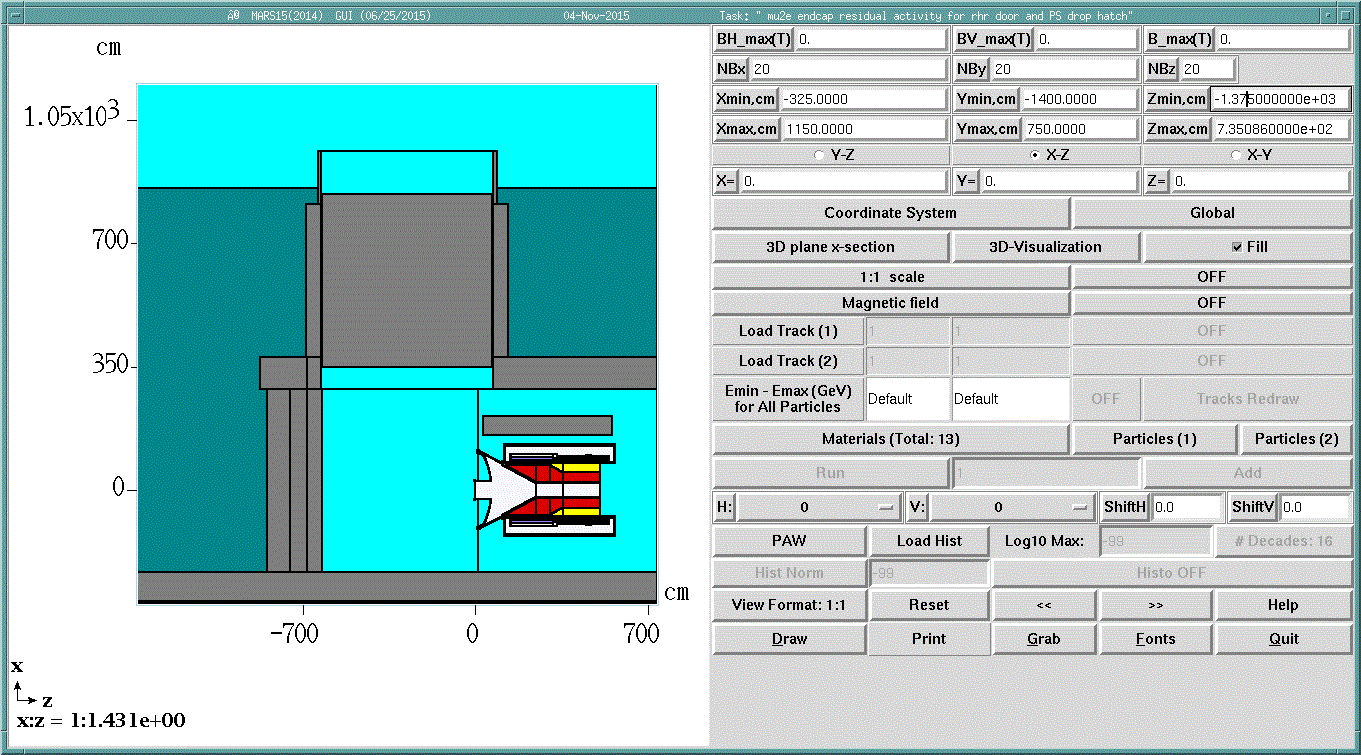 MARS15(2014) GUI (06/25/2015) 04-Nov-2015 Task: " mu2e endcap residual activity for rhr door and PS drop hatch"
cm
1.05x10³
700
350
0
cm
-700 0 700
x
z
x:z = 1:1.431e+00
BH_max(T) 0. BV_max(T) 0. B_max(T) 0.
NBx 20 NBy 20 NBz 20
Xmin,cm -325.0000 Ymin,cm -1400.0000 Zmin,cm -1.375000000e+03
Xmax,cm 1150.0000 Ymax,cm 750.0000 Zmax,cm 7.350860000e+02
Y-Z X-Z X-Y
X= 0. Y= 0. Z= 0.
Coordinate System Global
3D plane x-section 3D-Visualization Fill
1:1 scale OFF
Magnetic field OFF
Load Track (1) 1 1 OFF
Load Track (2) 1 1 OFF
Emin - Emax (GeV)
for All Particles Default Default OFF Tracks Redraw
Materials (Total: 13) Particles (1) Particles (2)
Run 1 Add
H: 0 V: 0 ShiftH 0.0 ShiftV 0.0
PAW Load Hist Log10 Max: -99 # Decades: 16
Hist Norm -99 Histo OFF
View Format: 1:1 Reset << >> Help
Draw Print Grab Fonts Quit